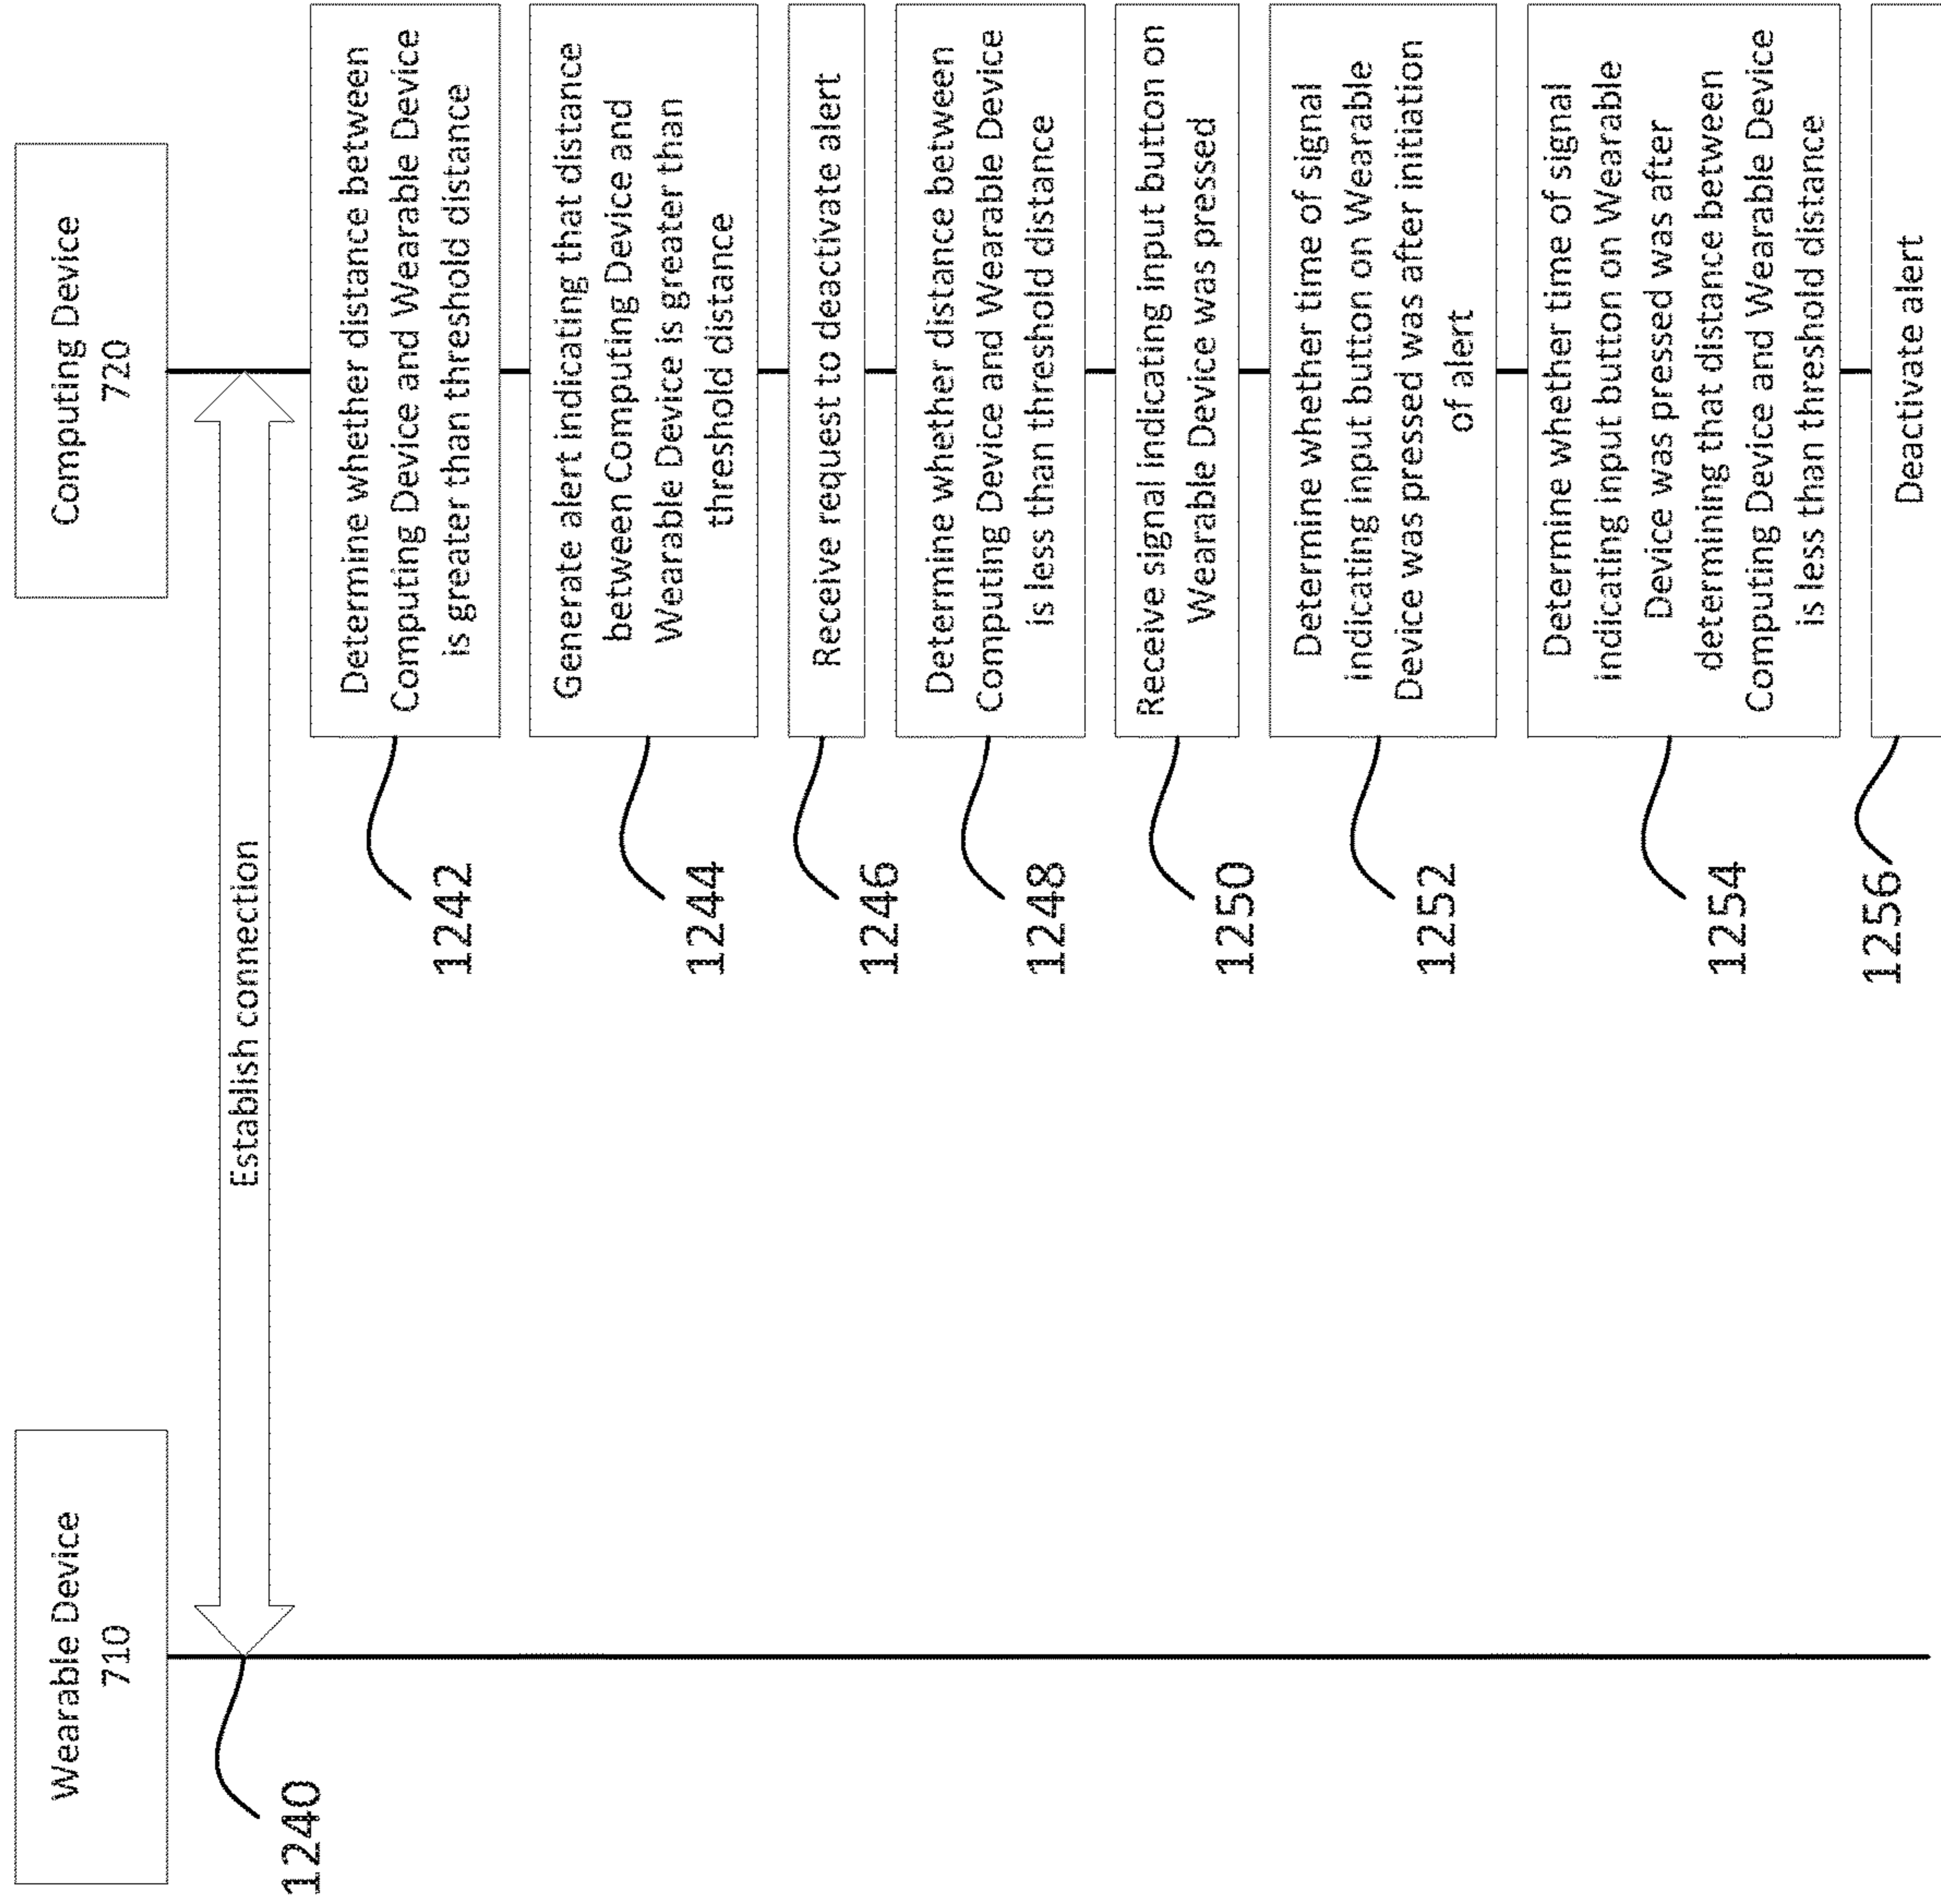 Wearable Device
710
Computing Device
720
1240
Establish connection
1242
Determine whether distance between
Computing Device and Wearable Device
is greater than threshold distance
1244
Generate alert indicating that distance
between Computing Device and
Wearable Device is greater than
threshold distance
1246
Receive request to deactivate alert
1248
Determine whether distance between
Computing Device and Wearable Device
is less than threshold distance
1250
Receive signal indicating input button on
Wearable Device was pressed
1252
Determine whether time of signal
indicating input button on Wearable
Device was pressed was after initiation
of alert
1254
Determine whether time of signal
indicating input button on Wearable
Device was pressed was after
determining that distance between
Computing Device and Wearable Device
is less than threshold distance
1256
Deactivate alert